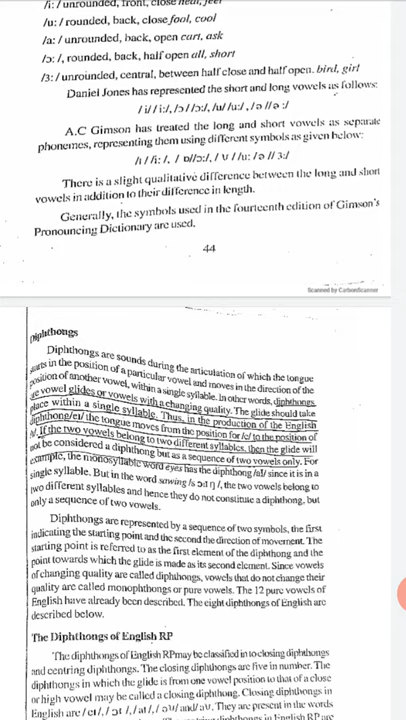 /i: / unrounded, front, close heal, feel
/u: / rounded, back, close fool, cool
/a: / unrounded, back, open cart, ask
/ɔ: /, rounded, back, half open all, short
/3: / unrounded, central, between half close and half open. bird, girl
Daniel Jones has represented the short and long vowels as follows:
/ i/ / i:/, /ɔ / /ɔ:/, /u/ /u:/ , /ə // ə :/
A.C Gimson has treated the long and short vowels as separate
phonemes, representing them using different symbols as given below:
/ɪ / /i: /, / ɒ//ɔ:/, / ʊ / /u: / ə // 3:/
There is a slight qualitative difference between the long and short
vowels in addition to their difference in length.
Generally, the symbols used in the fourteenth edition of Gimson's
Pronouncing Dictionary are used.
44
Scanned by CarbonScanner
Diphthongs
Diphthongs are sounds during the articulation of which the tongue
starts in the position of a particular vowel and moves in the direction of the
position of another vowel, within a single syllable. In other words, diphthongs
are vowel glides or vowels with a changing quality. The glide should take
place within a single syllable. Thus, in the production of the English
diphthong/eɪ/ the tongue moves from the position for /e/ to the position of
/ɪ/. If the two vowels belong to two different syllables, then the glide will
not be considered a diphthong but as a sequence of two vowels only. For
example, the monosyllabic word eyes has the diphthong /aɪ/ since it is in a
single syllable. But in the word sawing /s ɔ:ɪ ŋ /, the two vowels belong to
two different syllables and hence they do not constitute a diphthong, but
only a sequence of two vowels.
Diphthongs are represented by a sequence of two symbols, the first
indicating the starting point and the second the direction of movement. The
starting point is referred to as the first element of the diphthong and the
point towards which the glide is made as its second element. Since vowels
of changing quality are called diphthongs, vowels that do not change their
quality are called monophthongs or pure vowels. The 12 pure vowels of
English have already been described. The eight diphthongs of English are
described below.
The Diphthongs of English RP
The diphthongs of English RP may be classified in to closing diphthongs
and centring diphthongs. The closing diphthongs are five in number. The
diphthongs in which the glide is from one vowel position to that of a close
or high vowel may be called a closing diphthong. Closing diphthongs in
English are / eɪ /, / ɔɪ /, / aɪ /, / əʊ/ and/ aʊ /. They are present in the words
diphthongs in English RP are